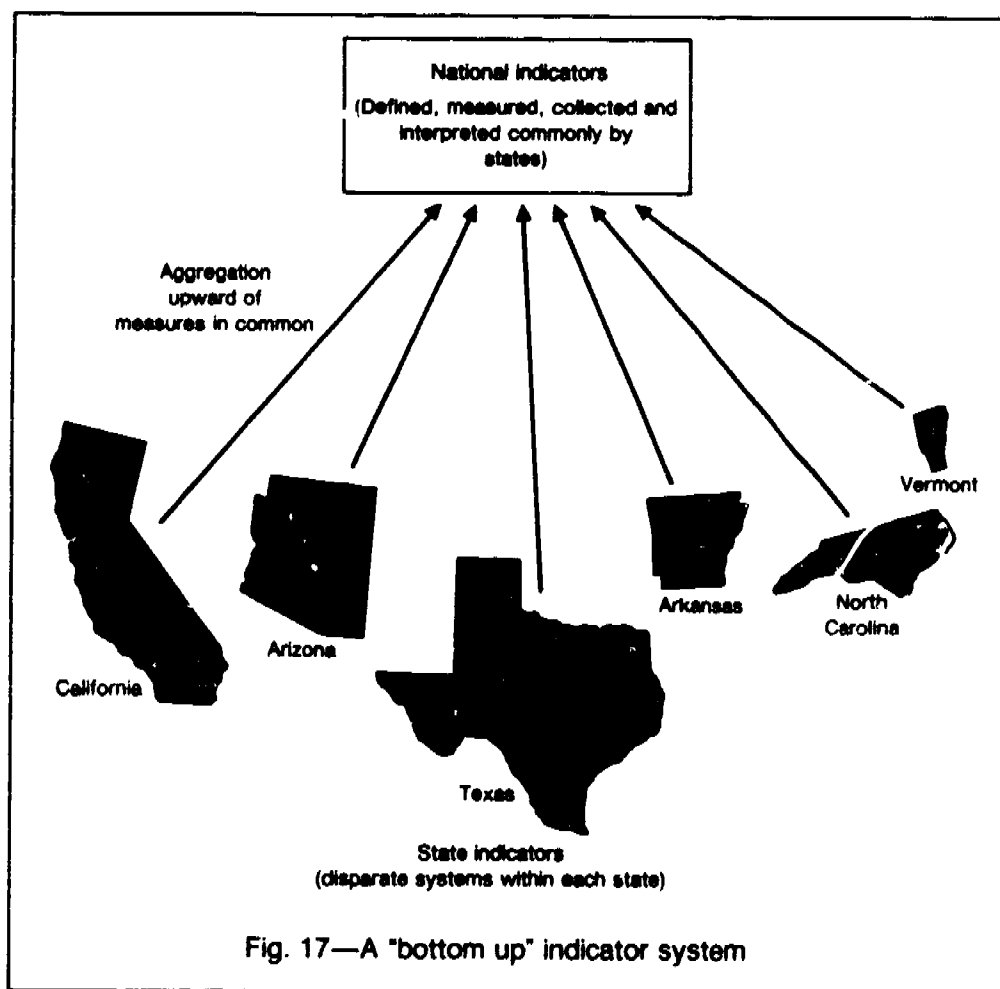 National indicators
(Defined, measured, collected and
interpreted commonly by
states)
Aggregation
upward of
measures in common
Vermont
Arkansas
North
Carolina
Arizona
California
Texas
State indicators
(disparate systems within each state)
Fig. 17—A "bottom up" indicator system